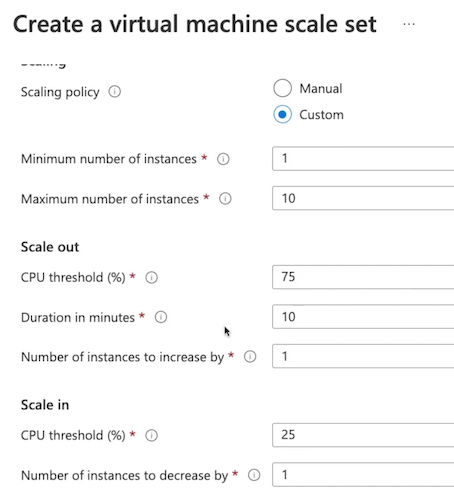 Create a virtual machine scale set ...
Scaling
Scaling policy
Manual
Custom
Minimum number of instances * 1
Maximum number of instances * 10
Scale out
CPU threshold (%) * 75
Duration in minutes * 10
Number of instances to increase by * 1
Scale in
CPU threshold (%) * 25
Number of instances to decrease by * 1